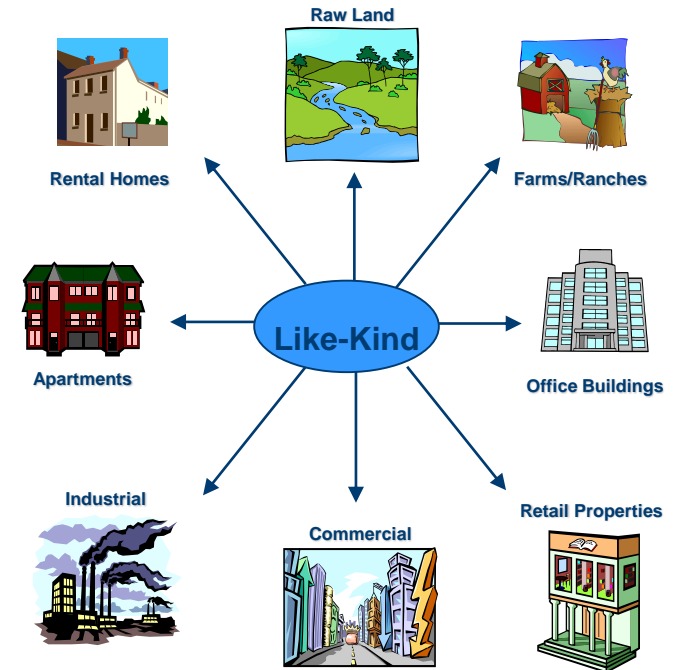 Raw Land
Rental Homes
Farms/Ranches
Like-Kind
Apartments
Office Buildings
Industrial
Commercial
Retail Properties